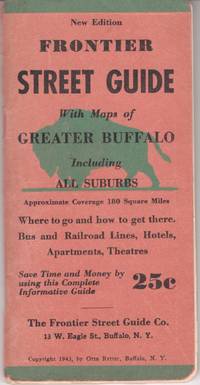 New Edition
FRONTIER
STREET GUIDE
With Maps of
GREATER BUFFALO
Including
ALL SUBURBS
Approximate Coverage 180 Square Miles
Where to go and how to get there.
Bus and Railroad Lines, Hotels,
Apartments, Theatres
Save Time and Money by
using this Complete
Informative Guide
25c
The Frontier Street Guide Co.
13 W. Eagle St., Buffalo, N. Y.
Copyright 1943, by Otto Ratter, Buffalo, N. Y.